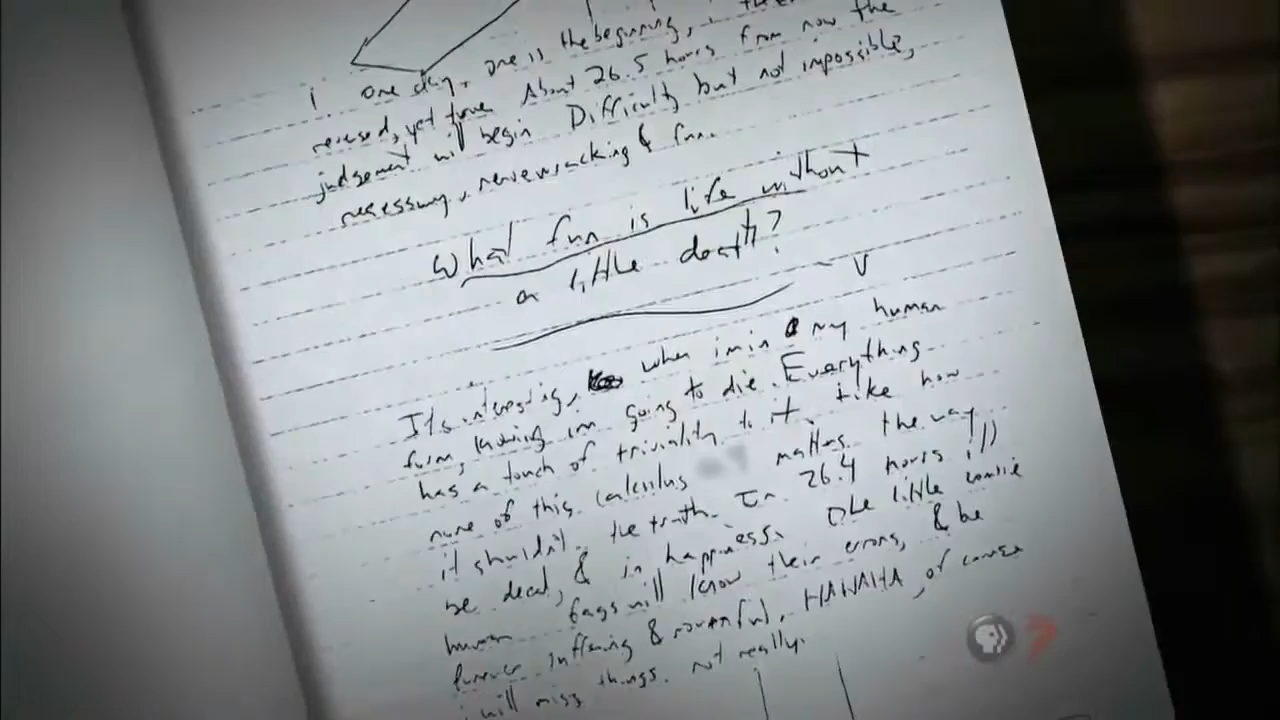 1 one day, one is the beginning,
reversed, yet true. About 26.5 hours from now the
judgement will begin. Difficulty but not impossible,
necessary, nervewracking & fun.
What fun is life without
a little death?
It's interesting, when i'm in my human
form, knowing im going to die. Everything
has a touch of triviality to it. Like how
none of this calculus matters. the way
it shouldn't. the truth. In 26.4 hours ill
be dead, & in happiness. The little zombie
human fags will know their errors, & be
forever suffering & mournful, HAHAHA, of course
i will miss things. not really.